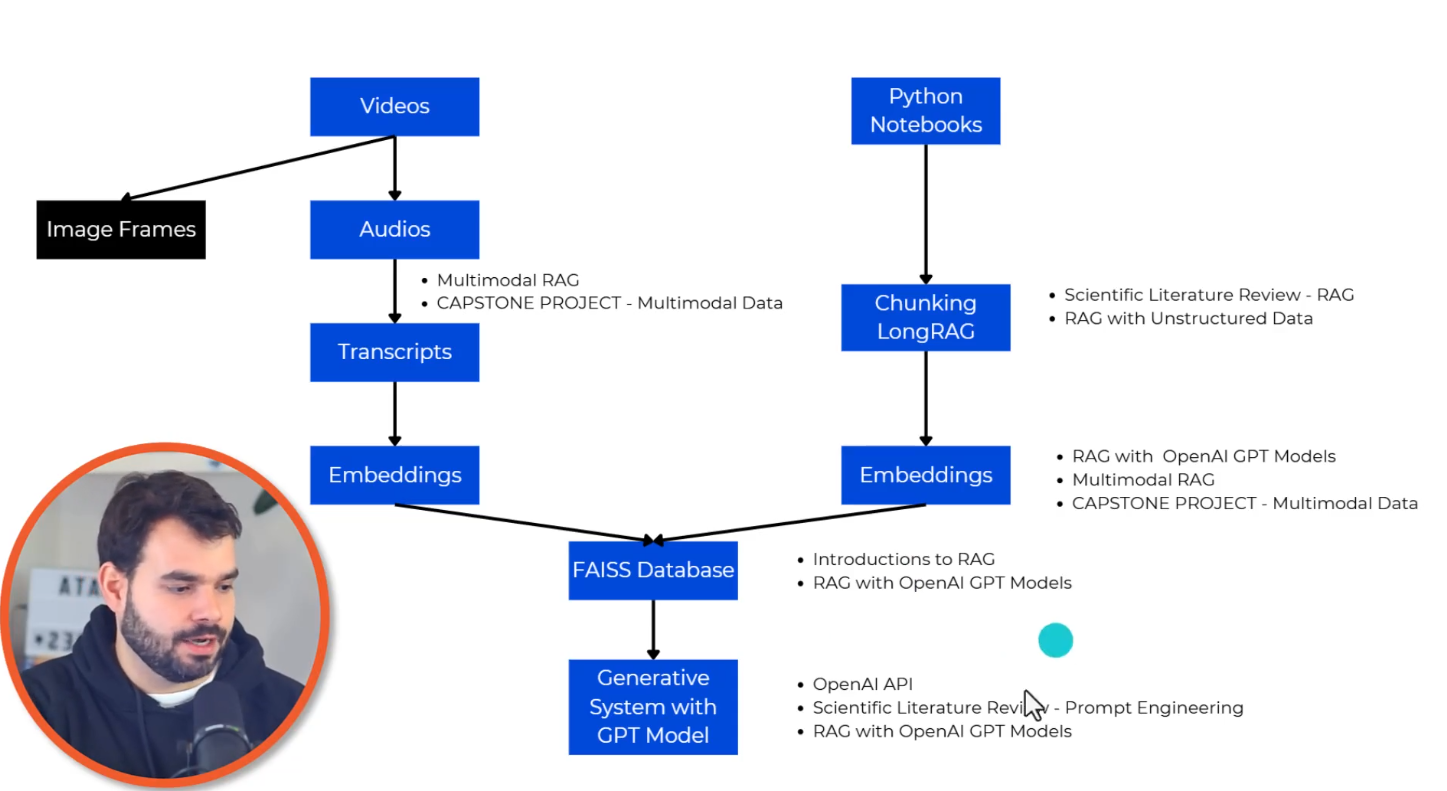 Videos
Python
Notebooks
Image Frames
Audios
• Multimodal RAG
• CAPSTONE PROJECT - Multimodal Data
Chunking
LongRAG
• Scientific Literature Review - RAG
• RAG with Unstructured Data
Transcripts
Embeddings
Embeddings
• RAG with OpenAI GPT Models
• Multimodal RAG
• CAPSTONE PROJECT - Multimodal Data
FAISS Database
• Introductions to RAG
• RAG with OpenAI GPT Models
Generative
System with
GPT Model
• OpenAI API
• Scientific Literature Review - Prompt Engineering
• RAG with OpenAI GPT Models
ATA
*23